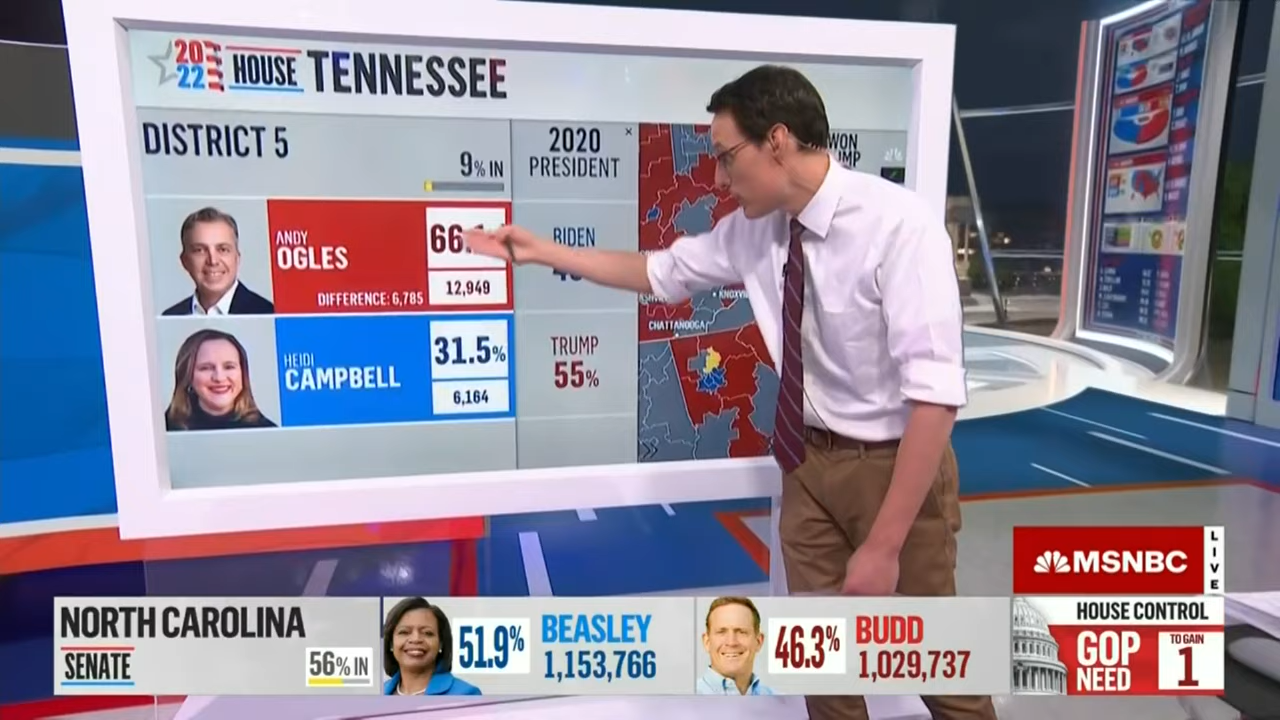 2022 HOUSE TENNESSEE
DISTRICT 5
9% IN
ANDY
OGLES
DIFFERENCE: 6,785
12,949
HEIDI
CAMPBELL
31.5%
6,164
2020
PRESIDENT
BIDEN
TRUMP
55%
CHATTANOOGA
NORTH CAROLINA
SENATE
56% IN
51.9%
BEASLEY
1,153,766
46.3%
BUDD
1,029,737
MSNBC
LIVE
HOUSE CONTROL
GOP
NEED
TO GAIN
1